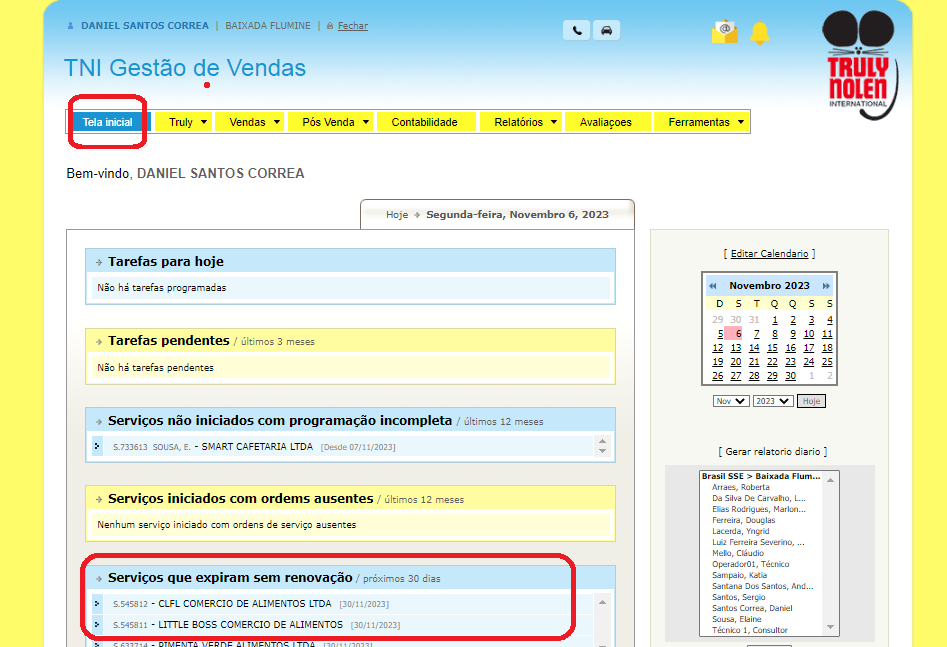 DANIEL SANTOS CORREA | BAIXADA FLUMINE | Fechar
TNI Gestão de Vendas
TRULY
NOLEN
INTERNATIONAL
Tela inicial Truly Vendas Pós Venda Contabilidade Relatórios Avaliaçoes Ferramentas
Bem-vindo, DANIEL SANTOS CORREA
Hoje Segunda-feira, Novembro 6, 2023
Tarefas para hoje
Não há tarefas programadas
Tarefas pendentes / últimos 3 meses
Não há tarefas pendentes
Serviços não iniciados com programação incompleta / últimos 12 meses
S.733613 SOUSA, E. - SMART CAFETARIA LTDA [Desde 07/11/2023]
Serviços iniciados com ordems ausentes / últimos 12 meses
Nenhum serviço iniciado com ordens de serviço ausentes
Serviços que expiram sem renovação / próximos 30 dias
S.545812 - CLFL COMERCIO DE ALIMENTOS LTDA [30/11/2023]
S.545811 - LITTLE BOSS COMERCIO DE ALIMENTOS [30/11/2023]
S.633714 - PIMENTA VERDE ALIMENTOS LTDA [30/11/2023]
[ Editar Calendario ]
Novembro 2023
D S T Q Q S S
29 30 31 1 2 3 4
5 6 7 8 9 10 11
12 13 14 15 16 17 18
19 20 21 22 23 24 25
26 27 28 29 30 1 2
Nov 2023 Hoje
[ Gerar relatorio diario ]
Brasil SSE > Baixada Flum...
Arraes, Roberta
Da Silva De Carvalho, L...
Elias Rodrigues, Marlon...
Ferreira, Douglas
Lacerda, Yngrid
Luiz Ferreira Severino, ...
Mello, Cláudio
Operador01, Técnico
Sampaio, Katia
Santana Dos Santos, And...
Santos, Sergio
Santos Correa, Daniel
Sousa, Elaine
Técnico 1, Consultor